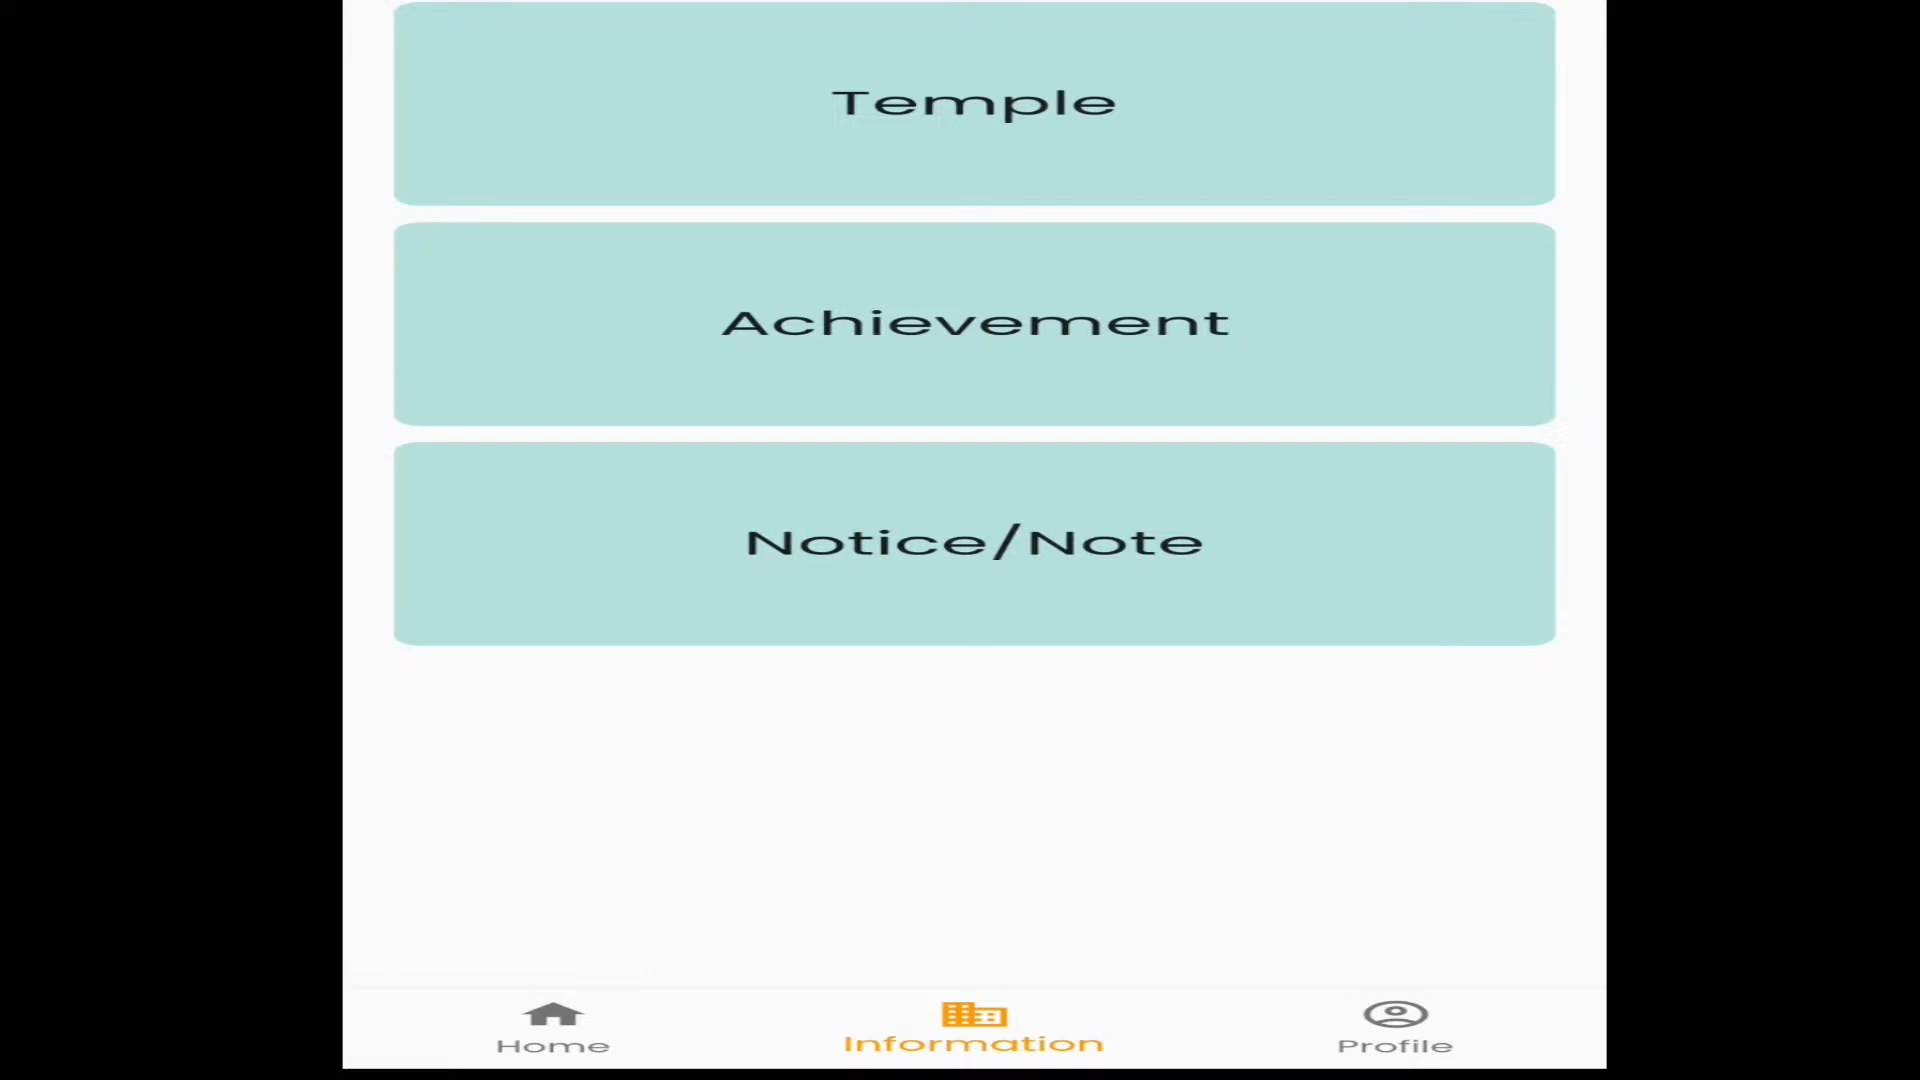 Temple
Achievement
Notice/Note
Home
Information
Profile